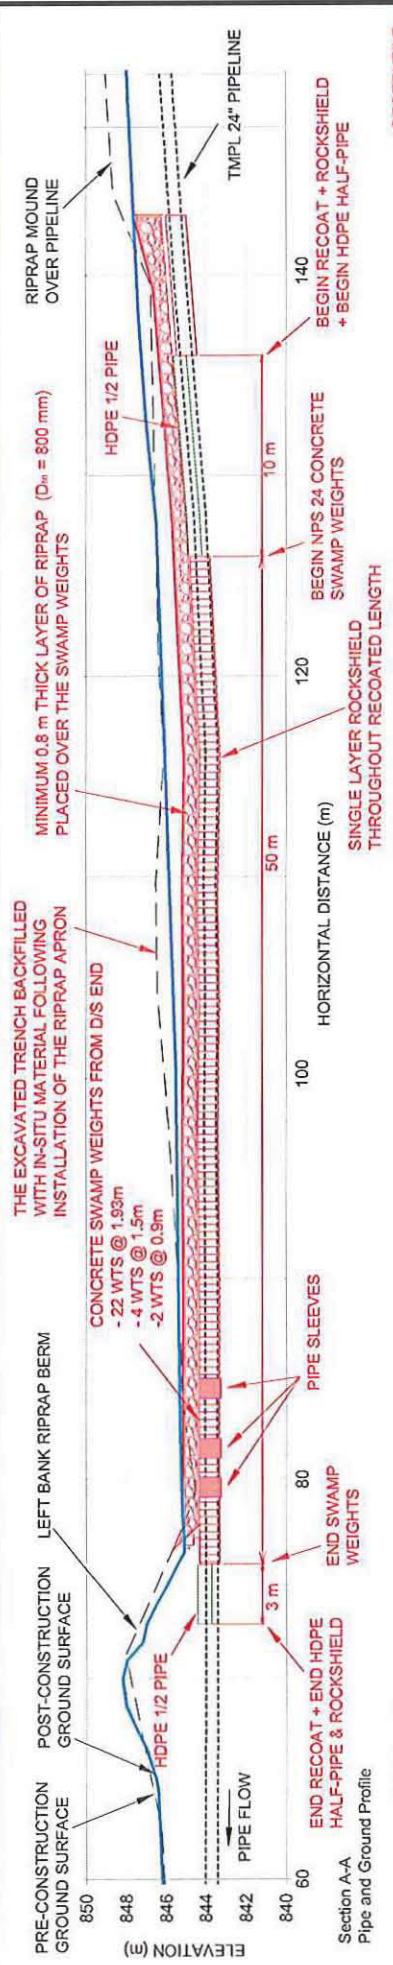 PRE-CONSTRUCTION
GROUND SURFACE
POST-CONSTRUCTION
GROUND SURFACE
LEFT BANK RIPRAP BERM
THE EXCAVATED TRENCH BACKFILLED
WITH IN-SITU MATERIAL FOLLOWING
INSTALLATION OF THE RIPRAP APRON
MINIMUM 0.8 m THICK LAYER OF RIPRAP (D = 800 mm)
PLACED OVER THE SWAMP WEIGHTS
RIPRAP MOUND
OVER PIPELINE
CONCRETE SWAMP WEIGHTS FROM D/S END
- 22 WTS @ 1.93m
- 4 WTS @ 1.5m
-2 WTS @ 0.9m
HDPE 1/2 PIPE
HDPE 1/2 PIPE
TMPL 24" PIPELINE
850
848
846
844
842
840
ELEVATION (m)
PIPE FLOW
3 m
50 m
10 m
60
80
100
120
140
HORIZONTAL DISTANCE (m)
END RECOAT + END HDPE
HALF-PIPE & ROCKSHIELD
END SWAMP
WEIGHTS
PIPE SLEEVES
SINGLE LAYER ROCKSHIELD
THROUGHOUT RECOATED LENGTH
BEGIN NPS 24 CONCRETE
SWAMP WEIGHTS
BEGIN RECOAT + ROCKSHIELD
+ BEGIN HDPE HALF-PIPE
Section A-A
Pipe and Ground Profile